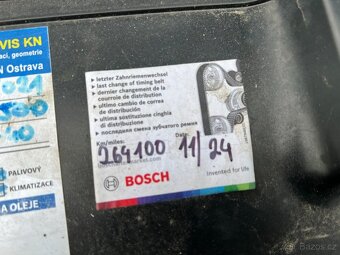 VIS KN
aci, geometrie
N Ostrava
▸ letzter Zahnriemenwechsel
▸ last change of timing belt
▸ dernier changement de la
courroie de distribution
▸ ultimo cambio de correa
de distribución
▸ ultima sostituzione cinghia
di distribuzione
▸ последняя смена зубчатого ремня
Km/miles: Date:
264100 11/24
BOSCH
Invented for life
PALIVOVÝ
KLIMATIZACE
A OLEJE
Bazoš.cz